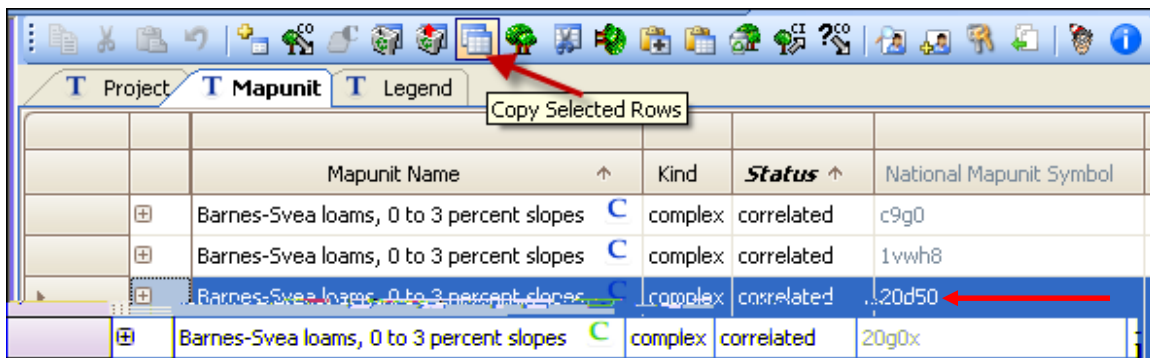 T Project T Mapunit T Legend
Copy Selected Rows
Mapunit Name Kind Status National Mapunit Symbol
Barnes-Svea loams, 0 to 3 percent slopes C complex correlated c9g0
Barnes-Svea loams, 0 to 3 percent slopes C complex correlated 1vwh8
Barnes-Svea loams, 0 to 3 percent slopes C complex correlated 20d50
Barnes-Svea loams, 0 to 3 percent slopes C complex correlated 20g0x